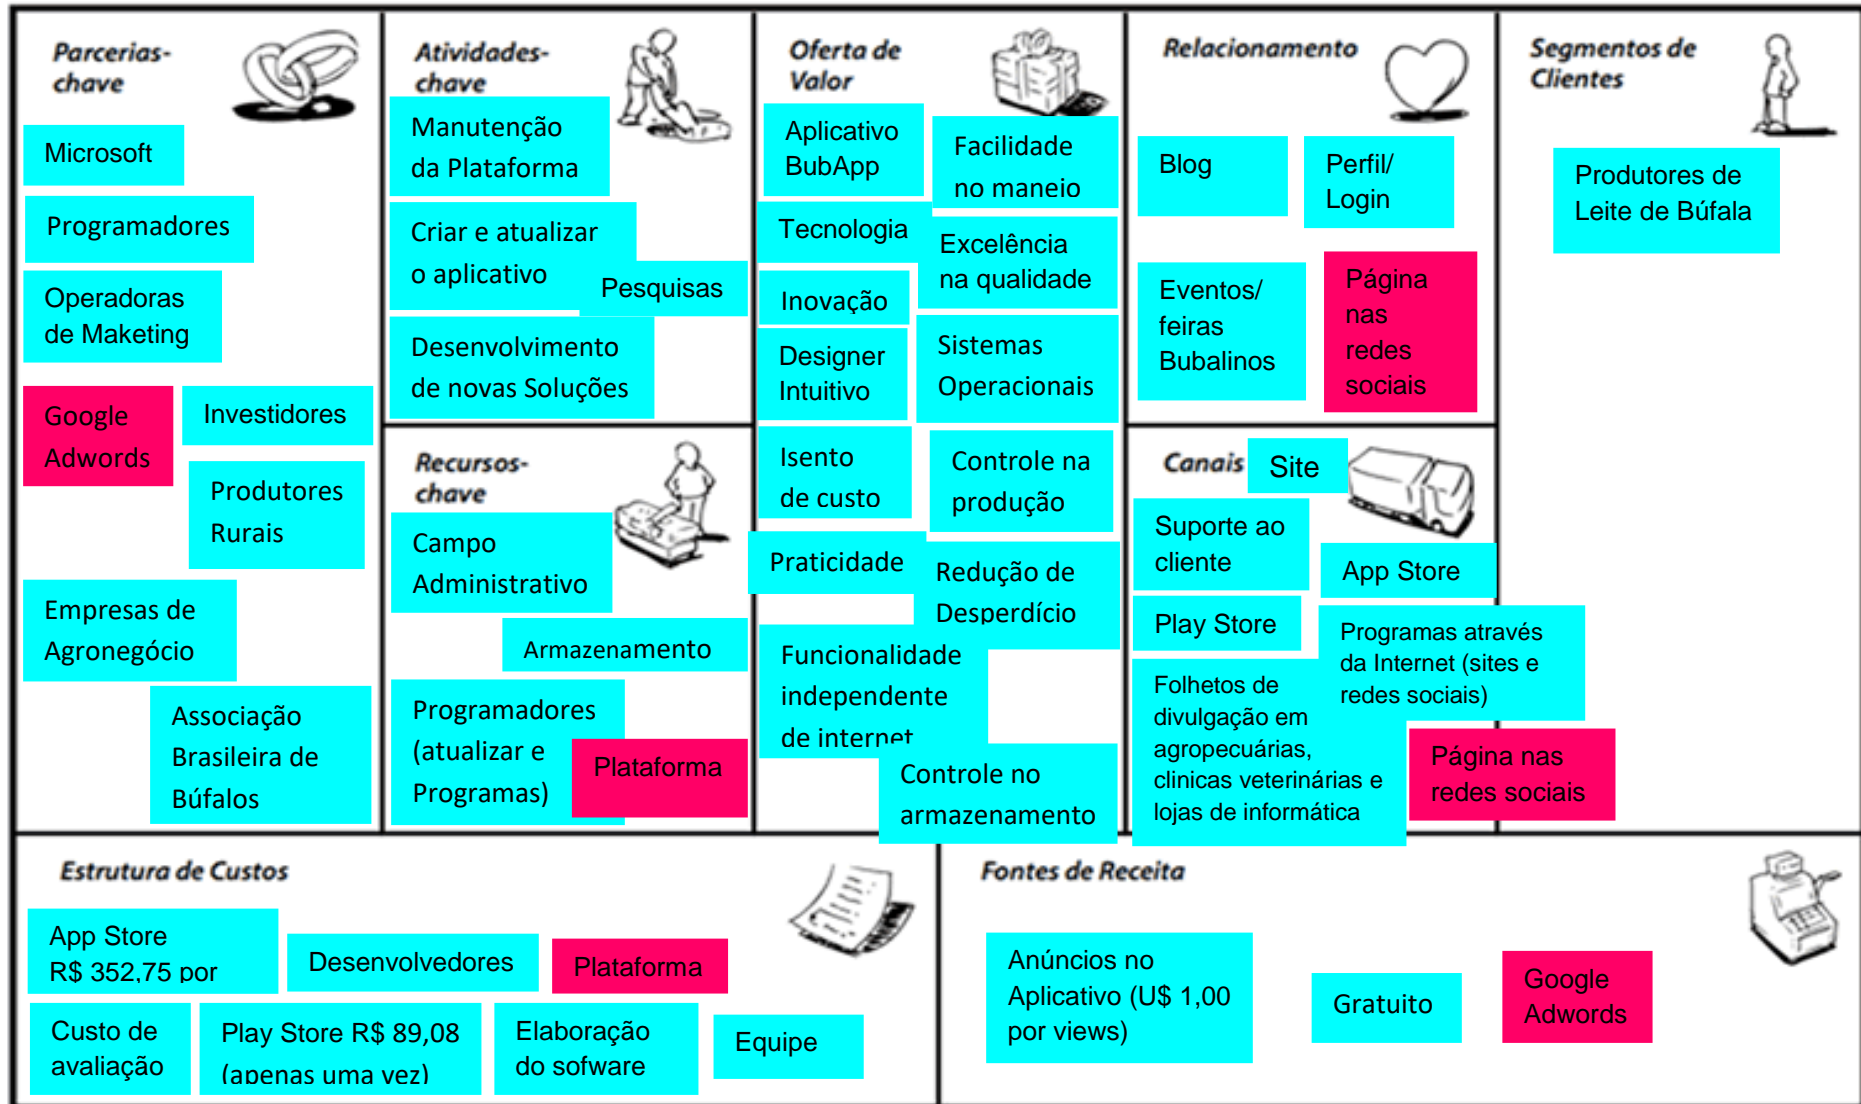 Parcerias-
chave
Microsoft
Programadores
Operadoras
de Maketing
Google
Adwords
Investidores
Produtores
Rurais
Empresas de
Agronegócio
Associação
Brasileira de
Búfalos
Atividades-
chave
Manutenção
da Plataforma
Criar e atualizar
o aplicativo
Pesquisas
Desenvolvimento
de novas Soluções
Recursos-
chave
Campo
Administrativo
Armazenamento
Programadores
(atualizar e
Programas)
Plataforma
Oferta de
Valor
Aplicativo
BubApp
Facilidade
no maneio
Tecnologia
Excelência
na qualidade
Inovação
Designer
Intuitivo
Sistemas
Operacionais
Isento
de custo
Controle na
produção
Praticidade
Redução de
Desperdício
Funcionalidade
independente
de internet
Controle no
armazenamento
Relacionamento
Blog
Perfil/
Login
Eventos/
feiras
Bubalinos
Página
nas
redes
sociais
Canais
Site
Suporte ao
cliente
App Store
Play Store
Programas através
da Internet (sites e
redes sociais)
Folhetos de
divulgação em
agropecuárias,
clinicas veterinárias e
lojas de informática
Página nas
redes sociais
Segmentos de
Clientes
Produtores de
Leite de Búfala
Estrutura de Custos
App Store
R$ 352,75 por
Desenvolvedores
Plataforma
Custo de
avaliação
Play Store R$ 89,08
(apenas uma vez)
Elaboração
do sofware
Equipe
Fontes de Receita
Anúncios no
Aplicativo (U$ 1,00
por views)
Gratuito
Google
Adwords